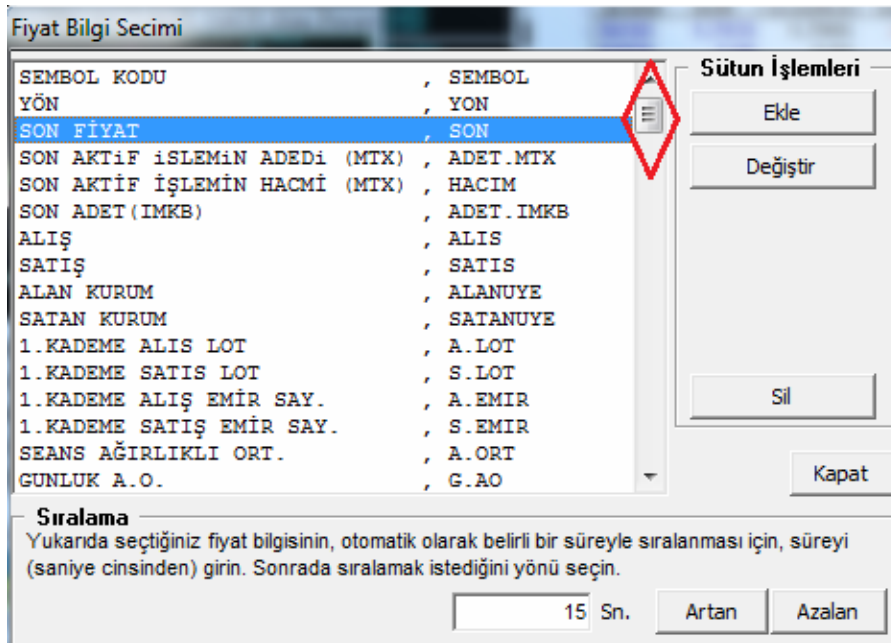 Fiyat Bilgi Secimi
SEMBOL KODU , SEMBOL
YÖN , YON
SON FİYAT , SON
SON AKTiF iSLEMiN ADEDi (MTX) , ADET.MTX
SON AKTİF İŞLEMİN HACMİ (MTX) , HACIM
SON ADET(IMKB) , ADET.IMKB
ALIŞ , ALIS
SATIŞ , SATIS
ALAN KURUM , ALANUYE
SATAN KURUM , SATANUYE
1.KADEME ALIS LOT , A.LOT
1.KADEME SATIS LOT , S.LOT
1.KADEME ALIŞ EMİR SAY. , A.EMIR
1.KADEME SATIŞ EMİR SAY. , S.EMIR
SEANS AĞIRLIKLI ORT. , A.ORT
GUNLUK A.O. , G.AO
Sütun İşlemleri
Ekle
Değiştir
Sil
Kapat
Sıralama
Yukarıda seçtiğiniz fiyat bilgisinin, otomatik olarak belirli bir süreyle sıralanması için, süreyi
(saniye cinsinden) girin. Sonrada sıralamak istediğini yönü seçin.
15 Sn. Artan Azalan